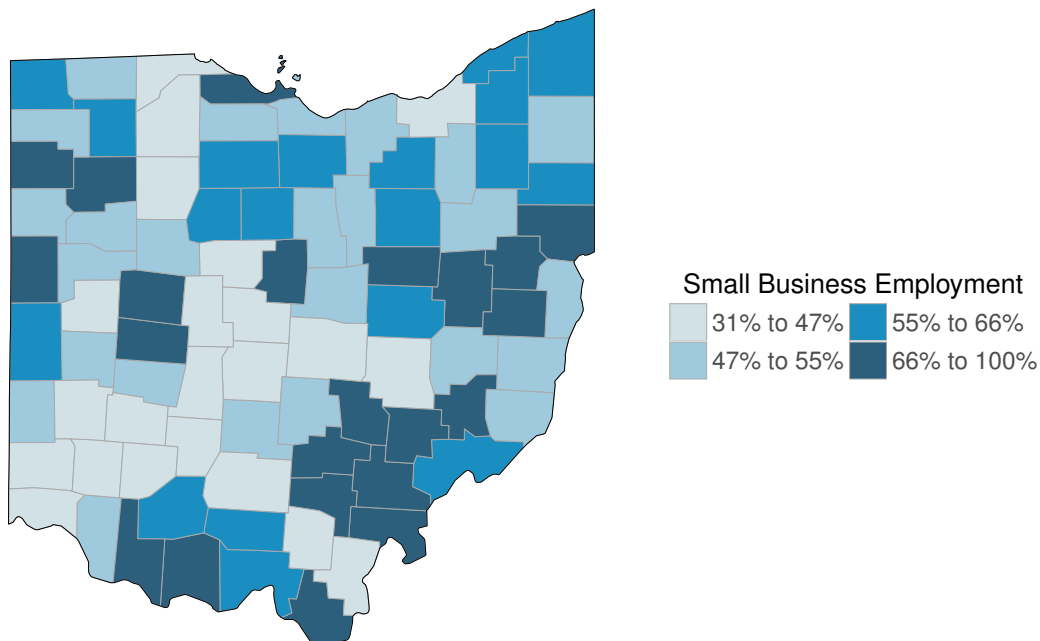 Small Business Employment
31% to 47% 55% to 66%
47% to 55% 66% to 100%